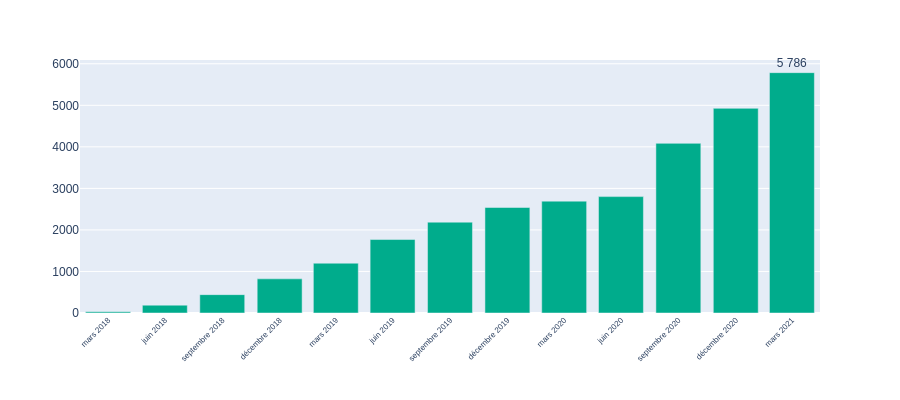 6000
5000
4000
3000
2000
1000
0
5 786
mars 2018
juin 2018
septembre 2018
décembre 2018
mars 2019
juin 2019
septembre 2019
décembre 2019
mars 2020
juin 2020
septembre 2020
décembre 2020
mars 2021